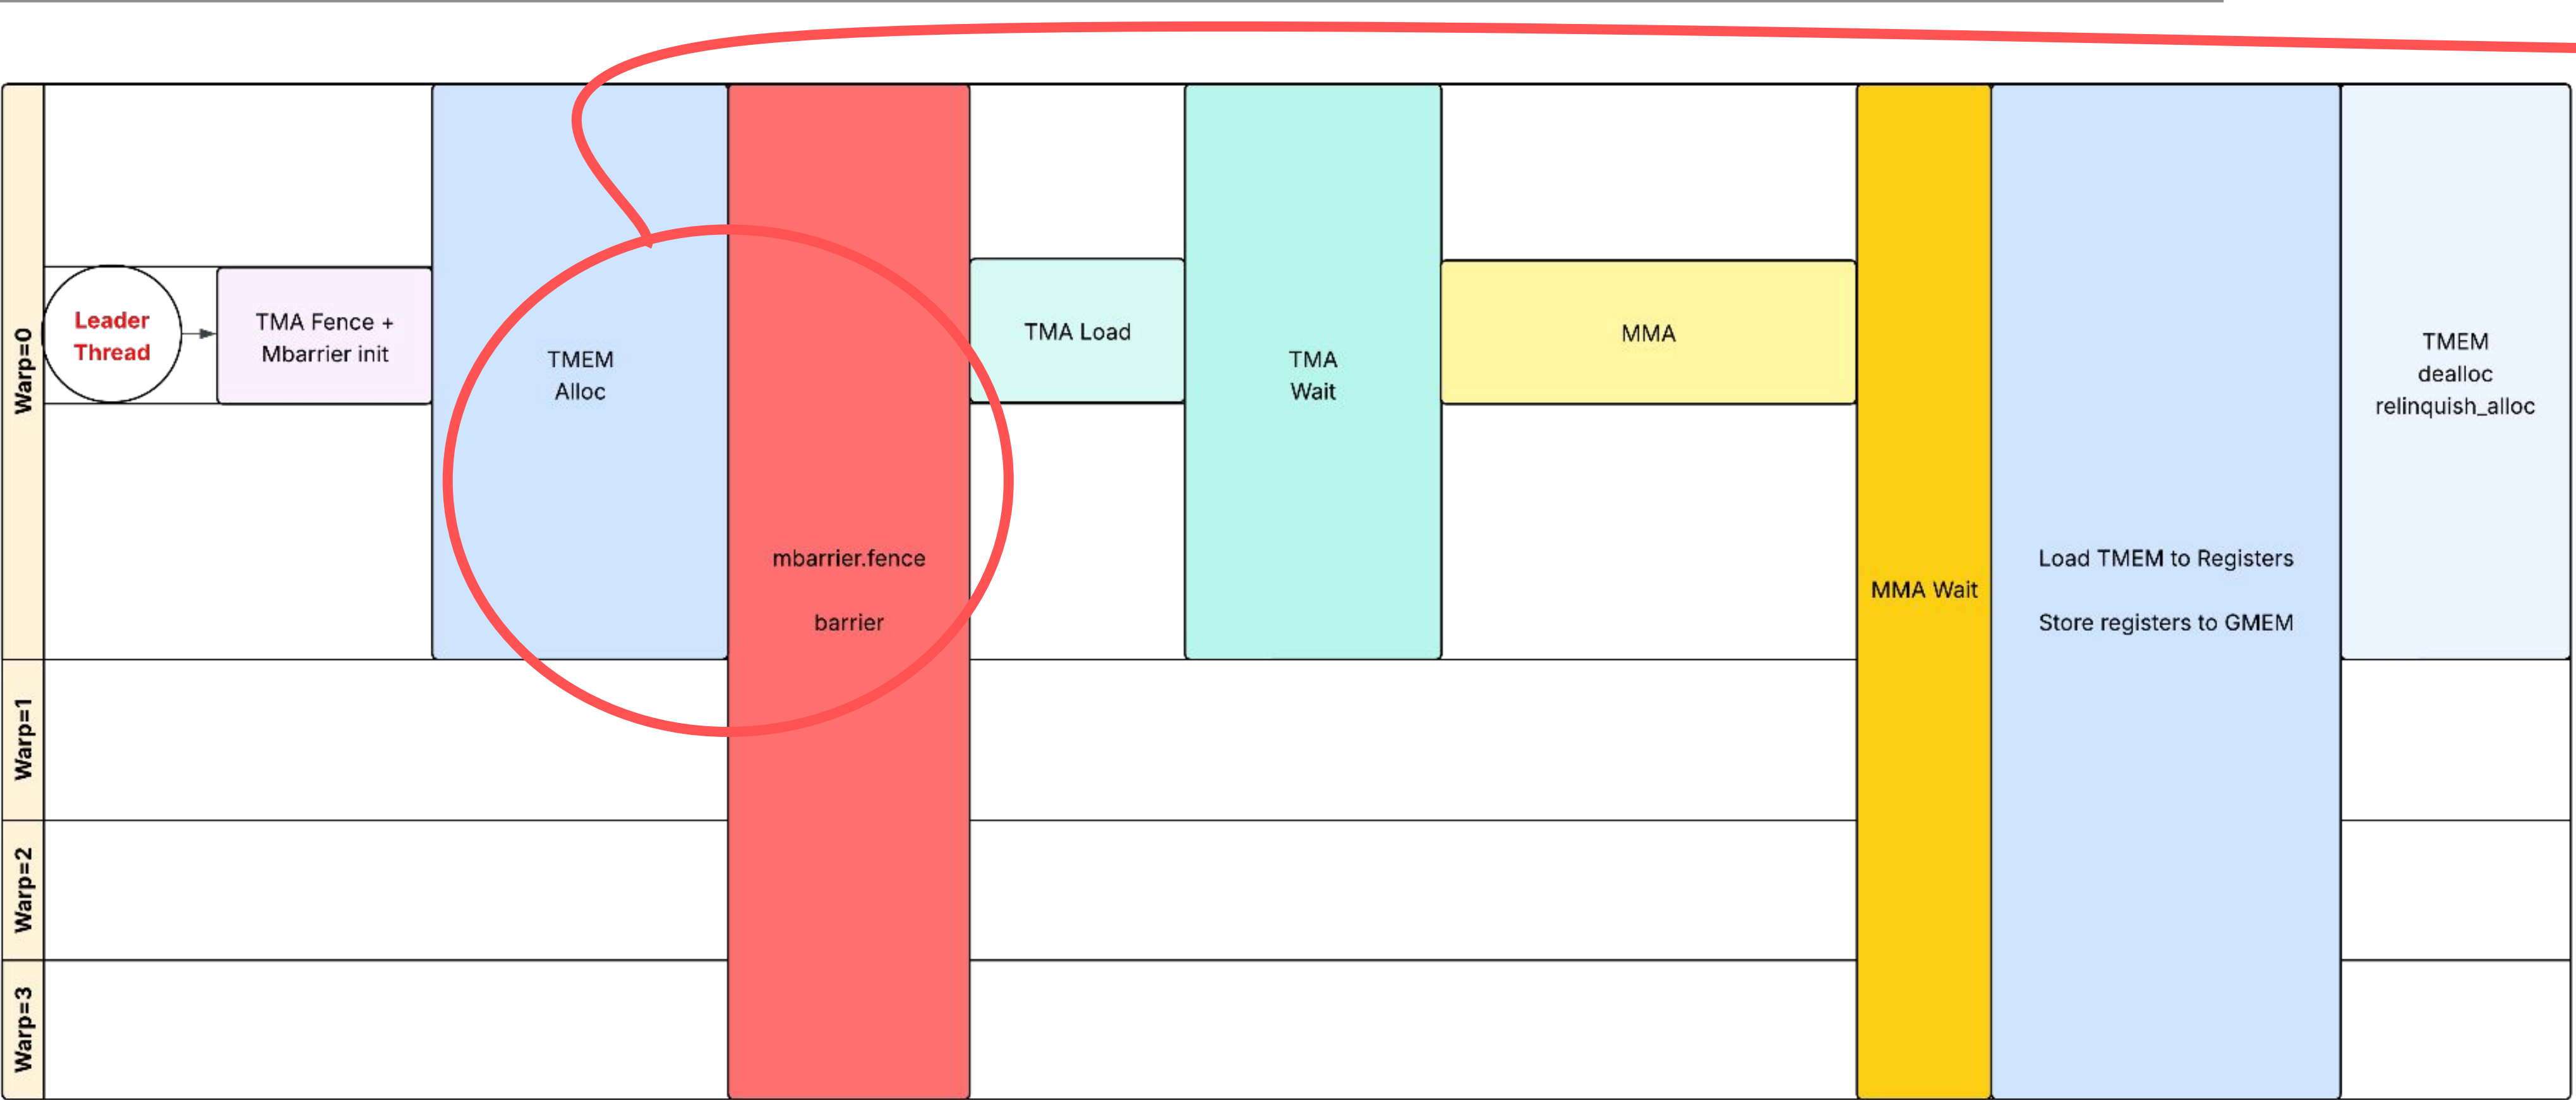 Warp=0
Leader
Thread
TMA Fence +
Mbarrier init
TMEM
Alloc
mbarrier.fence
barrier
TMA Load
TMA
Wait
MMA
MMA Wait
Load TMEM to Registers
Store registers to GMEM
TMEM
dealloc
relinquish_alloc
Warp=1
Warp=2
Warp=3